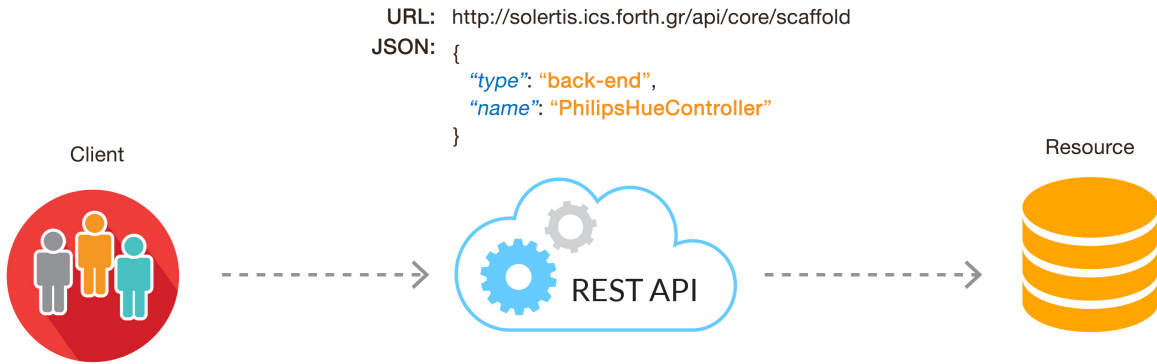 URL: http://solertis.ics.forth.gr/api/core/scaffold
JSON: {
“type”: “back-end”,
“name”: “PhilipsHueController”
}
Client
Resource
REST API